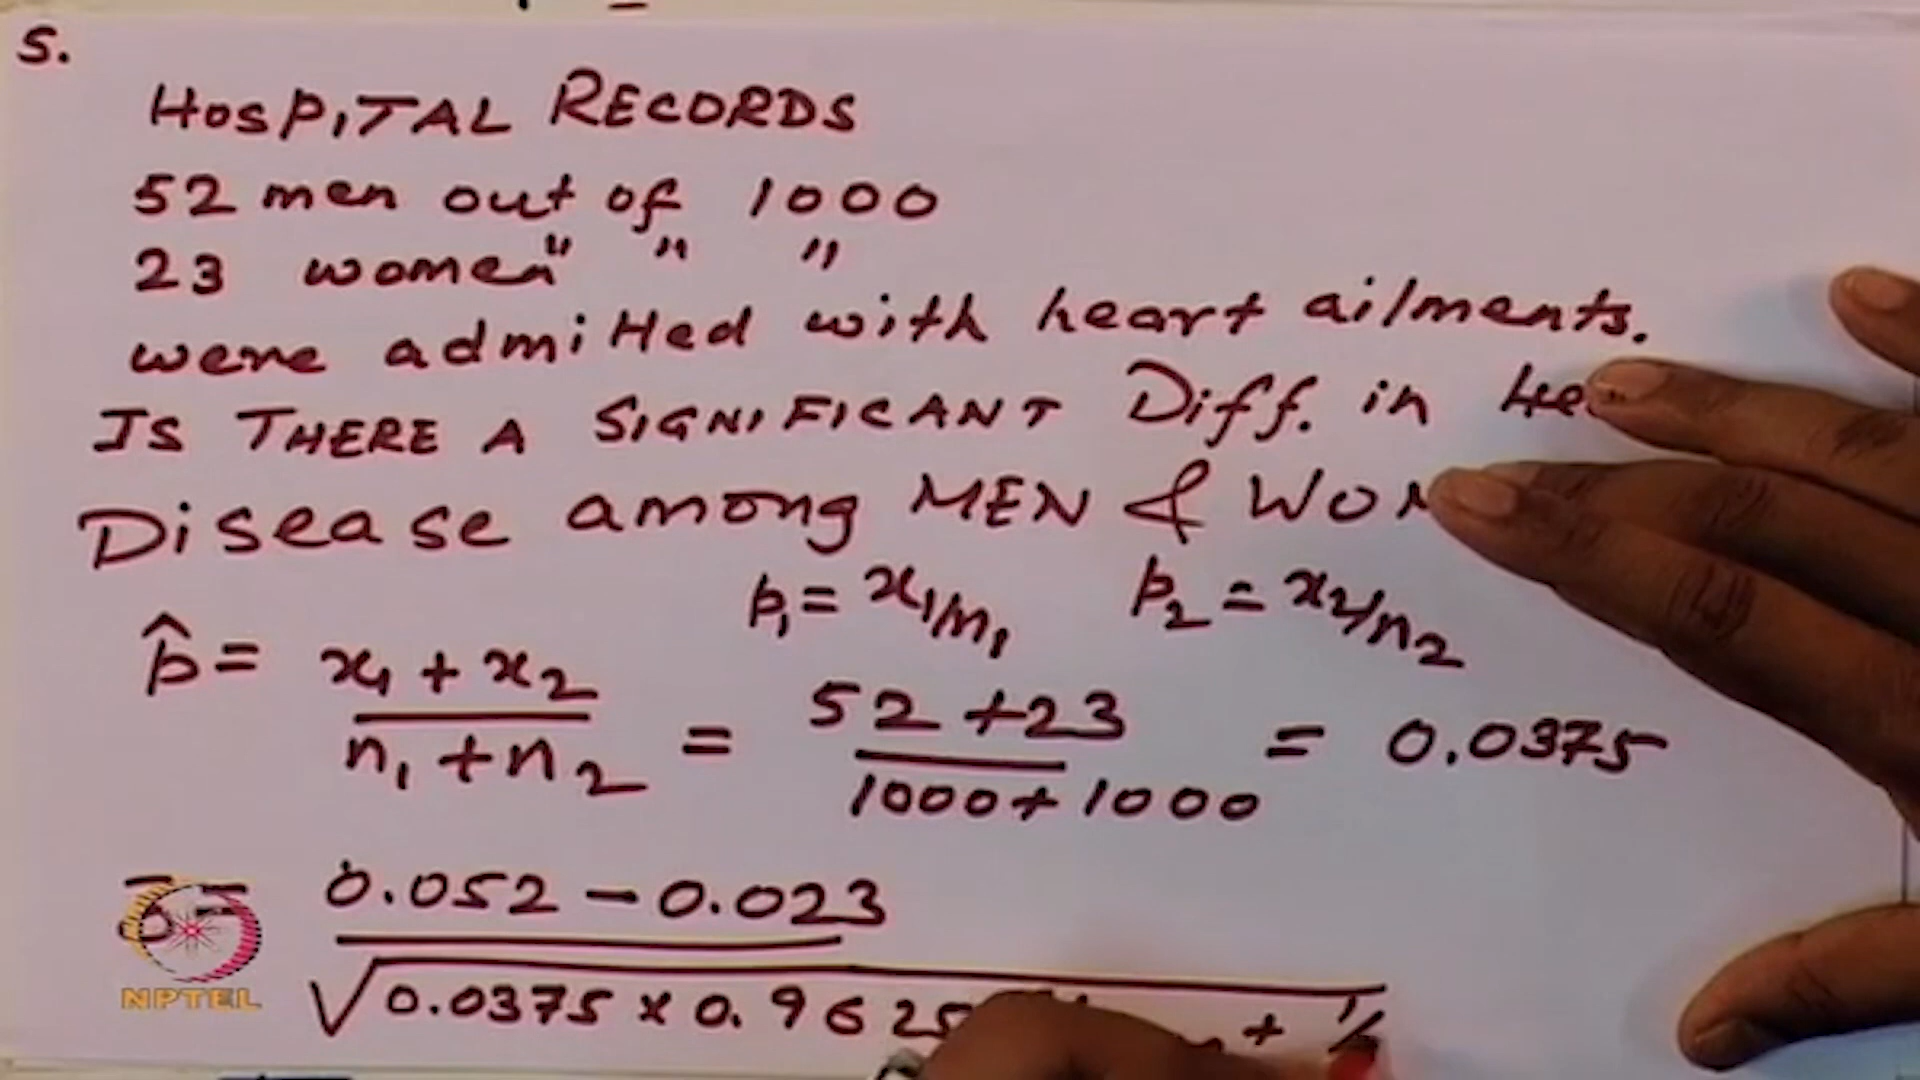 5.
HOSPITAL RECORDS
52 men out of 1000
23 women " " "
were admitted with heart ailments.
IS THERE A SIGNIFICANT Diff. in
Disease among MEN &
p₁ = x₁/n₁ p₂ = x₂/n₂
p̂ = x₁ + x₂ / n₁ + n₂ = 52 + 23 / 1000 + 1000 = 0.0375
0.052 - 0.023
√0.0375 × 0.9625 +
NPTEL